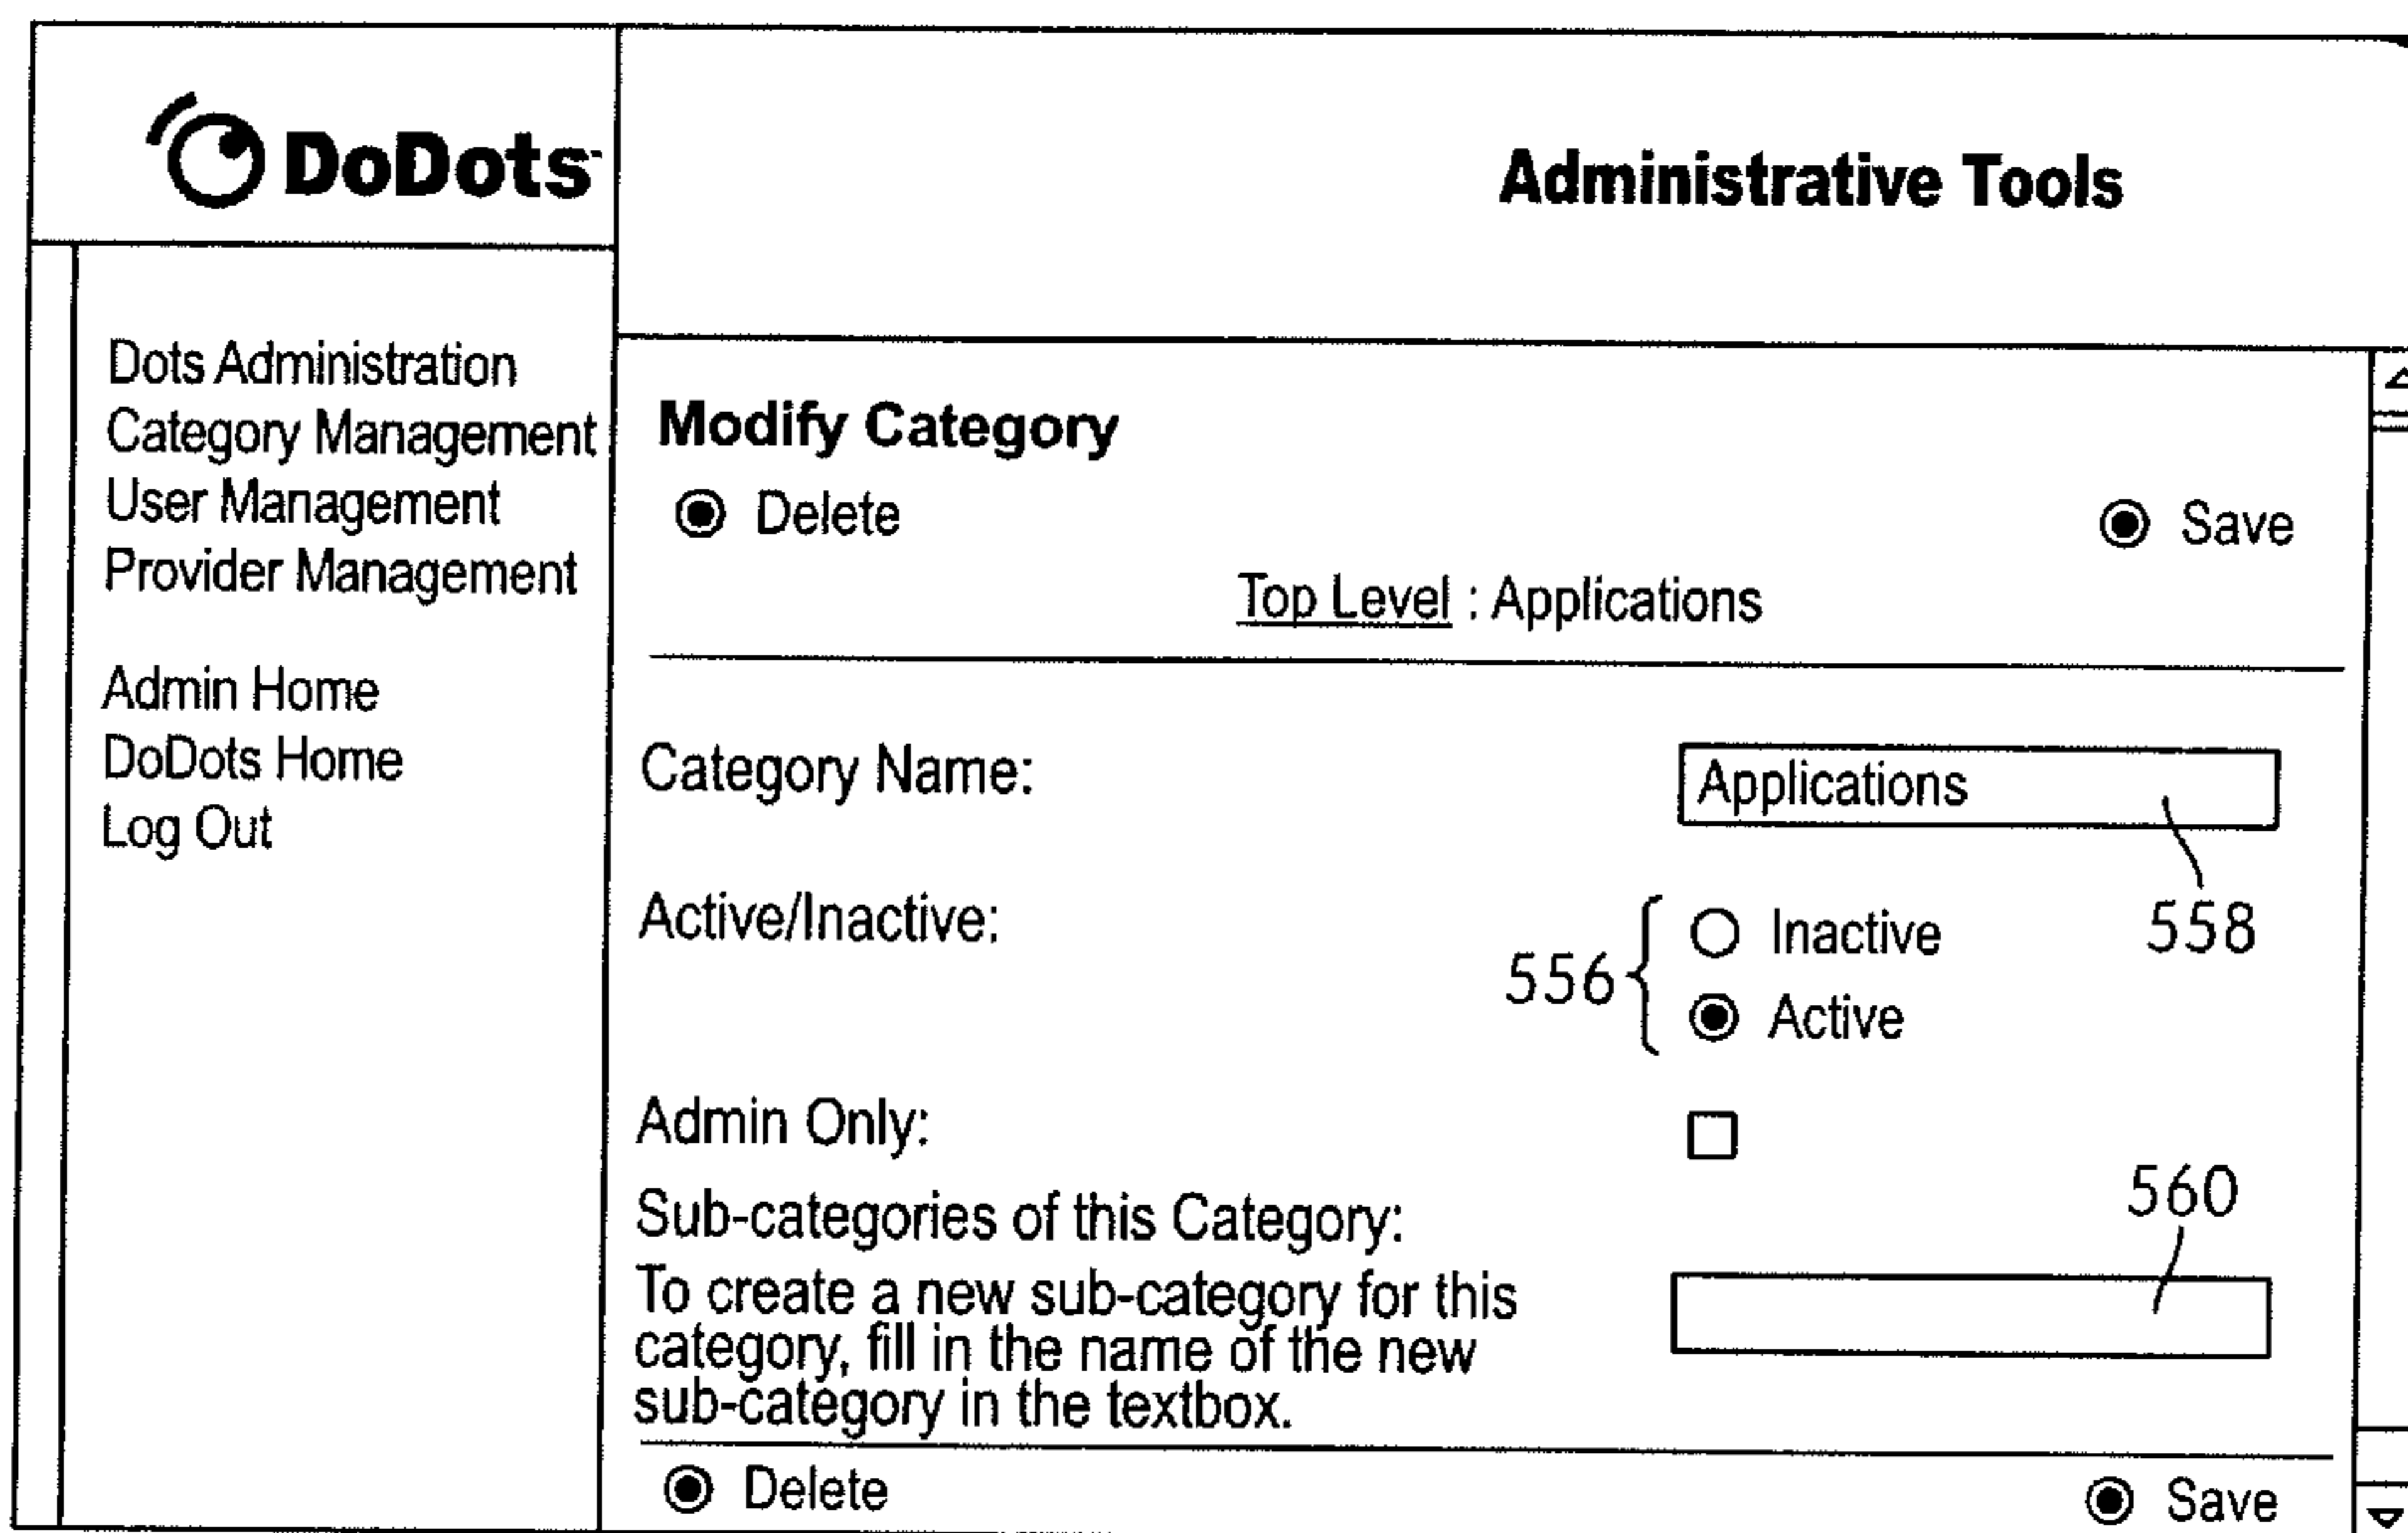 DoDots™
Administrative Tools
Dots Administration
Category Management
User Management
Provider Management
Admin Home
DoDots Home
Log Out
Modify Category
Delete
Save
Top Level : Applications
Category Name:
Applications
558
Active/Inactive:
556
Inactive
Active
Admin Only:
Sub-categories of this Category:
560
To create a new sub-category for this
category, fill in the name of the new
sub-category in the textbox.
Delete
Save